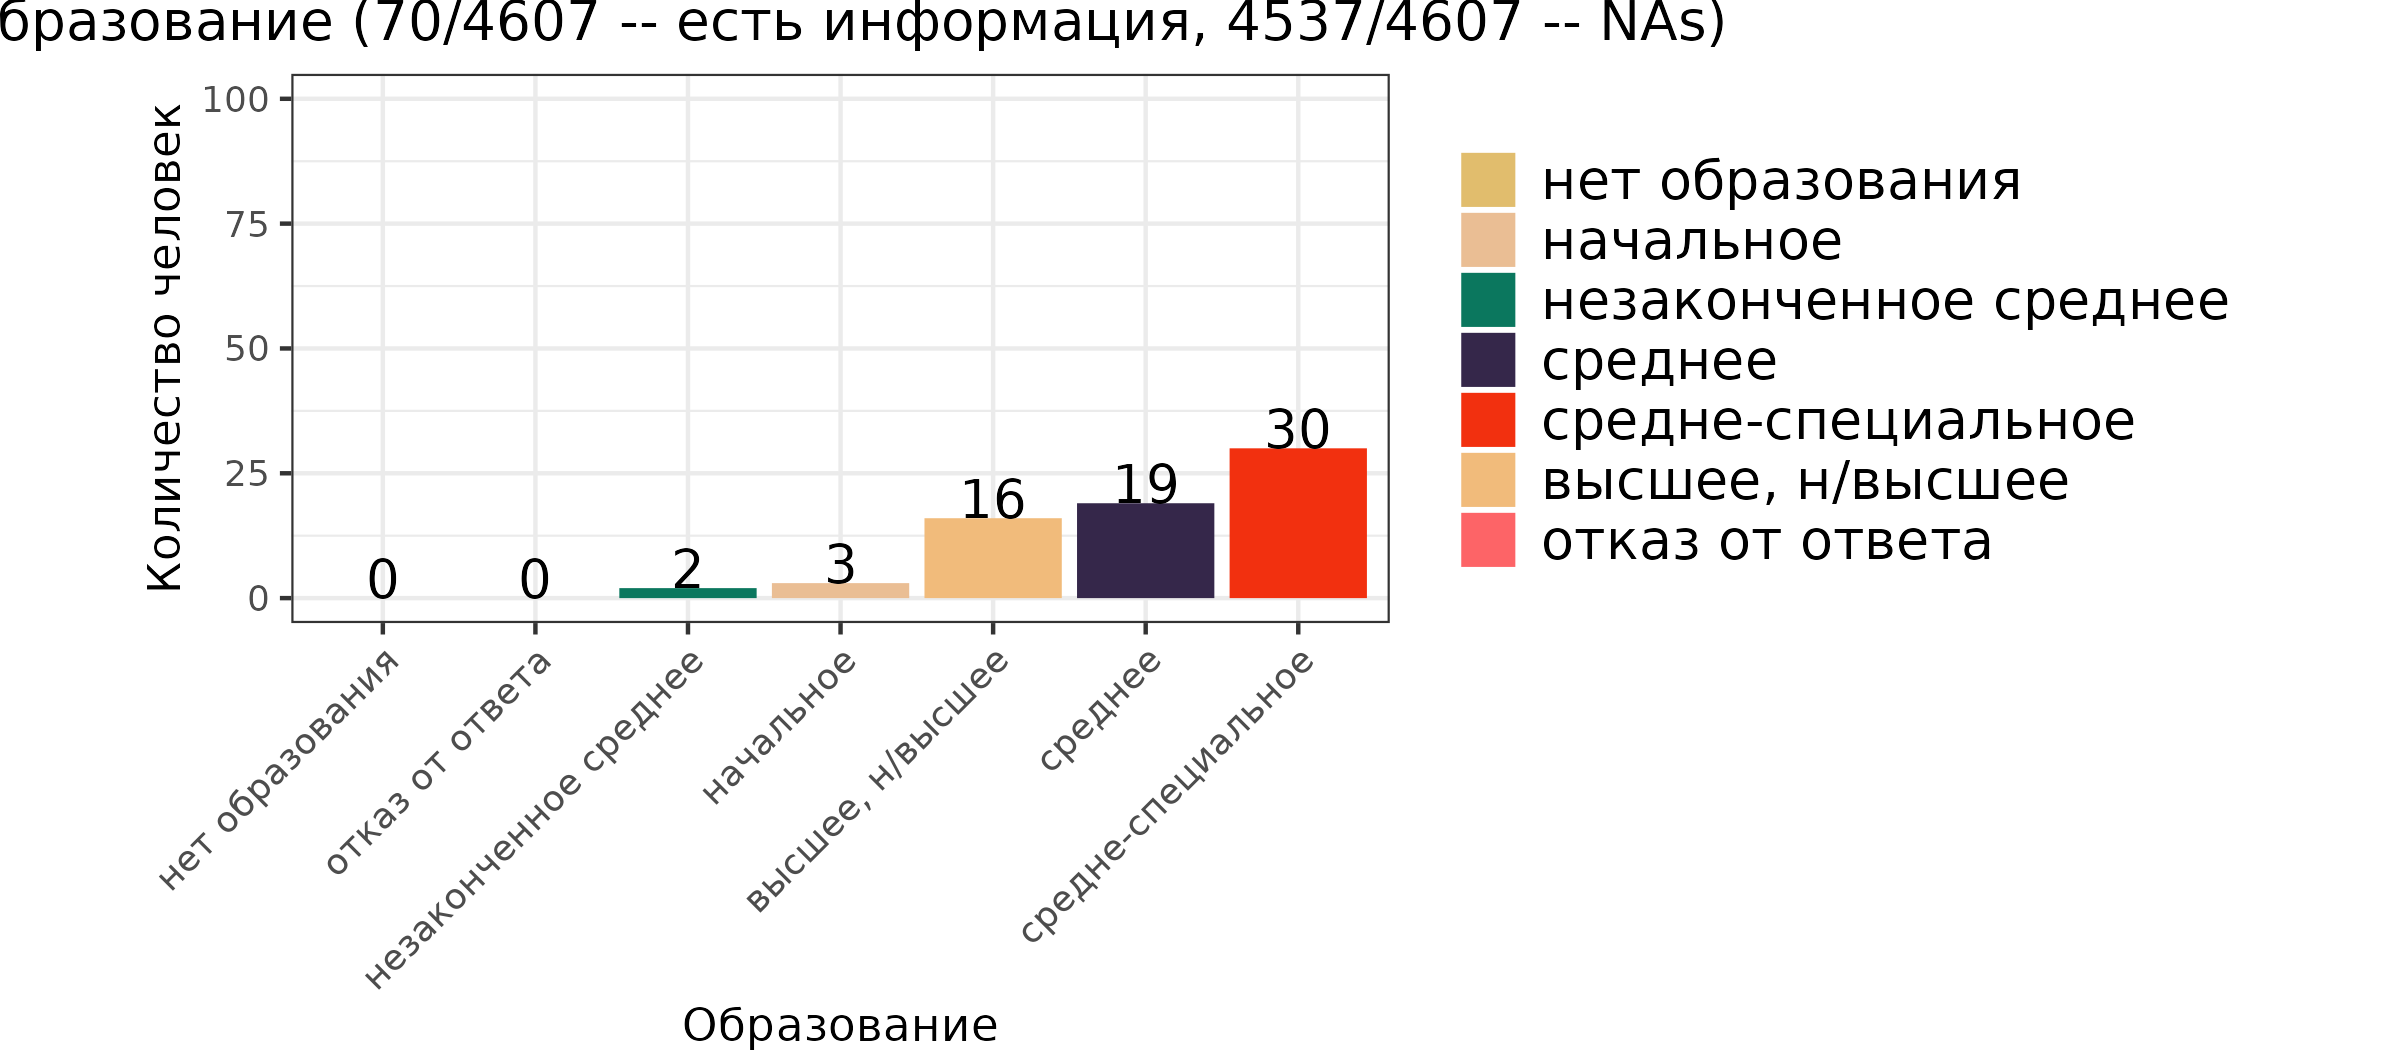 бразование (70/4607 -- есть информация, 4537/4607 -- NAs)
Количество человек
100
75
50
25
0
0
0
2
3
16
19
30
нет образования
отказ от ответа
незаконченное среднее
начальное
высшее, н/высшее
среднее
средне-специальное
Образование
нет образования
начальное
незаконченное среднее
среднее
средне-специальное
высшее, н/высшее
отказ от ответа